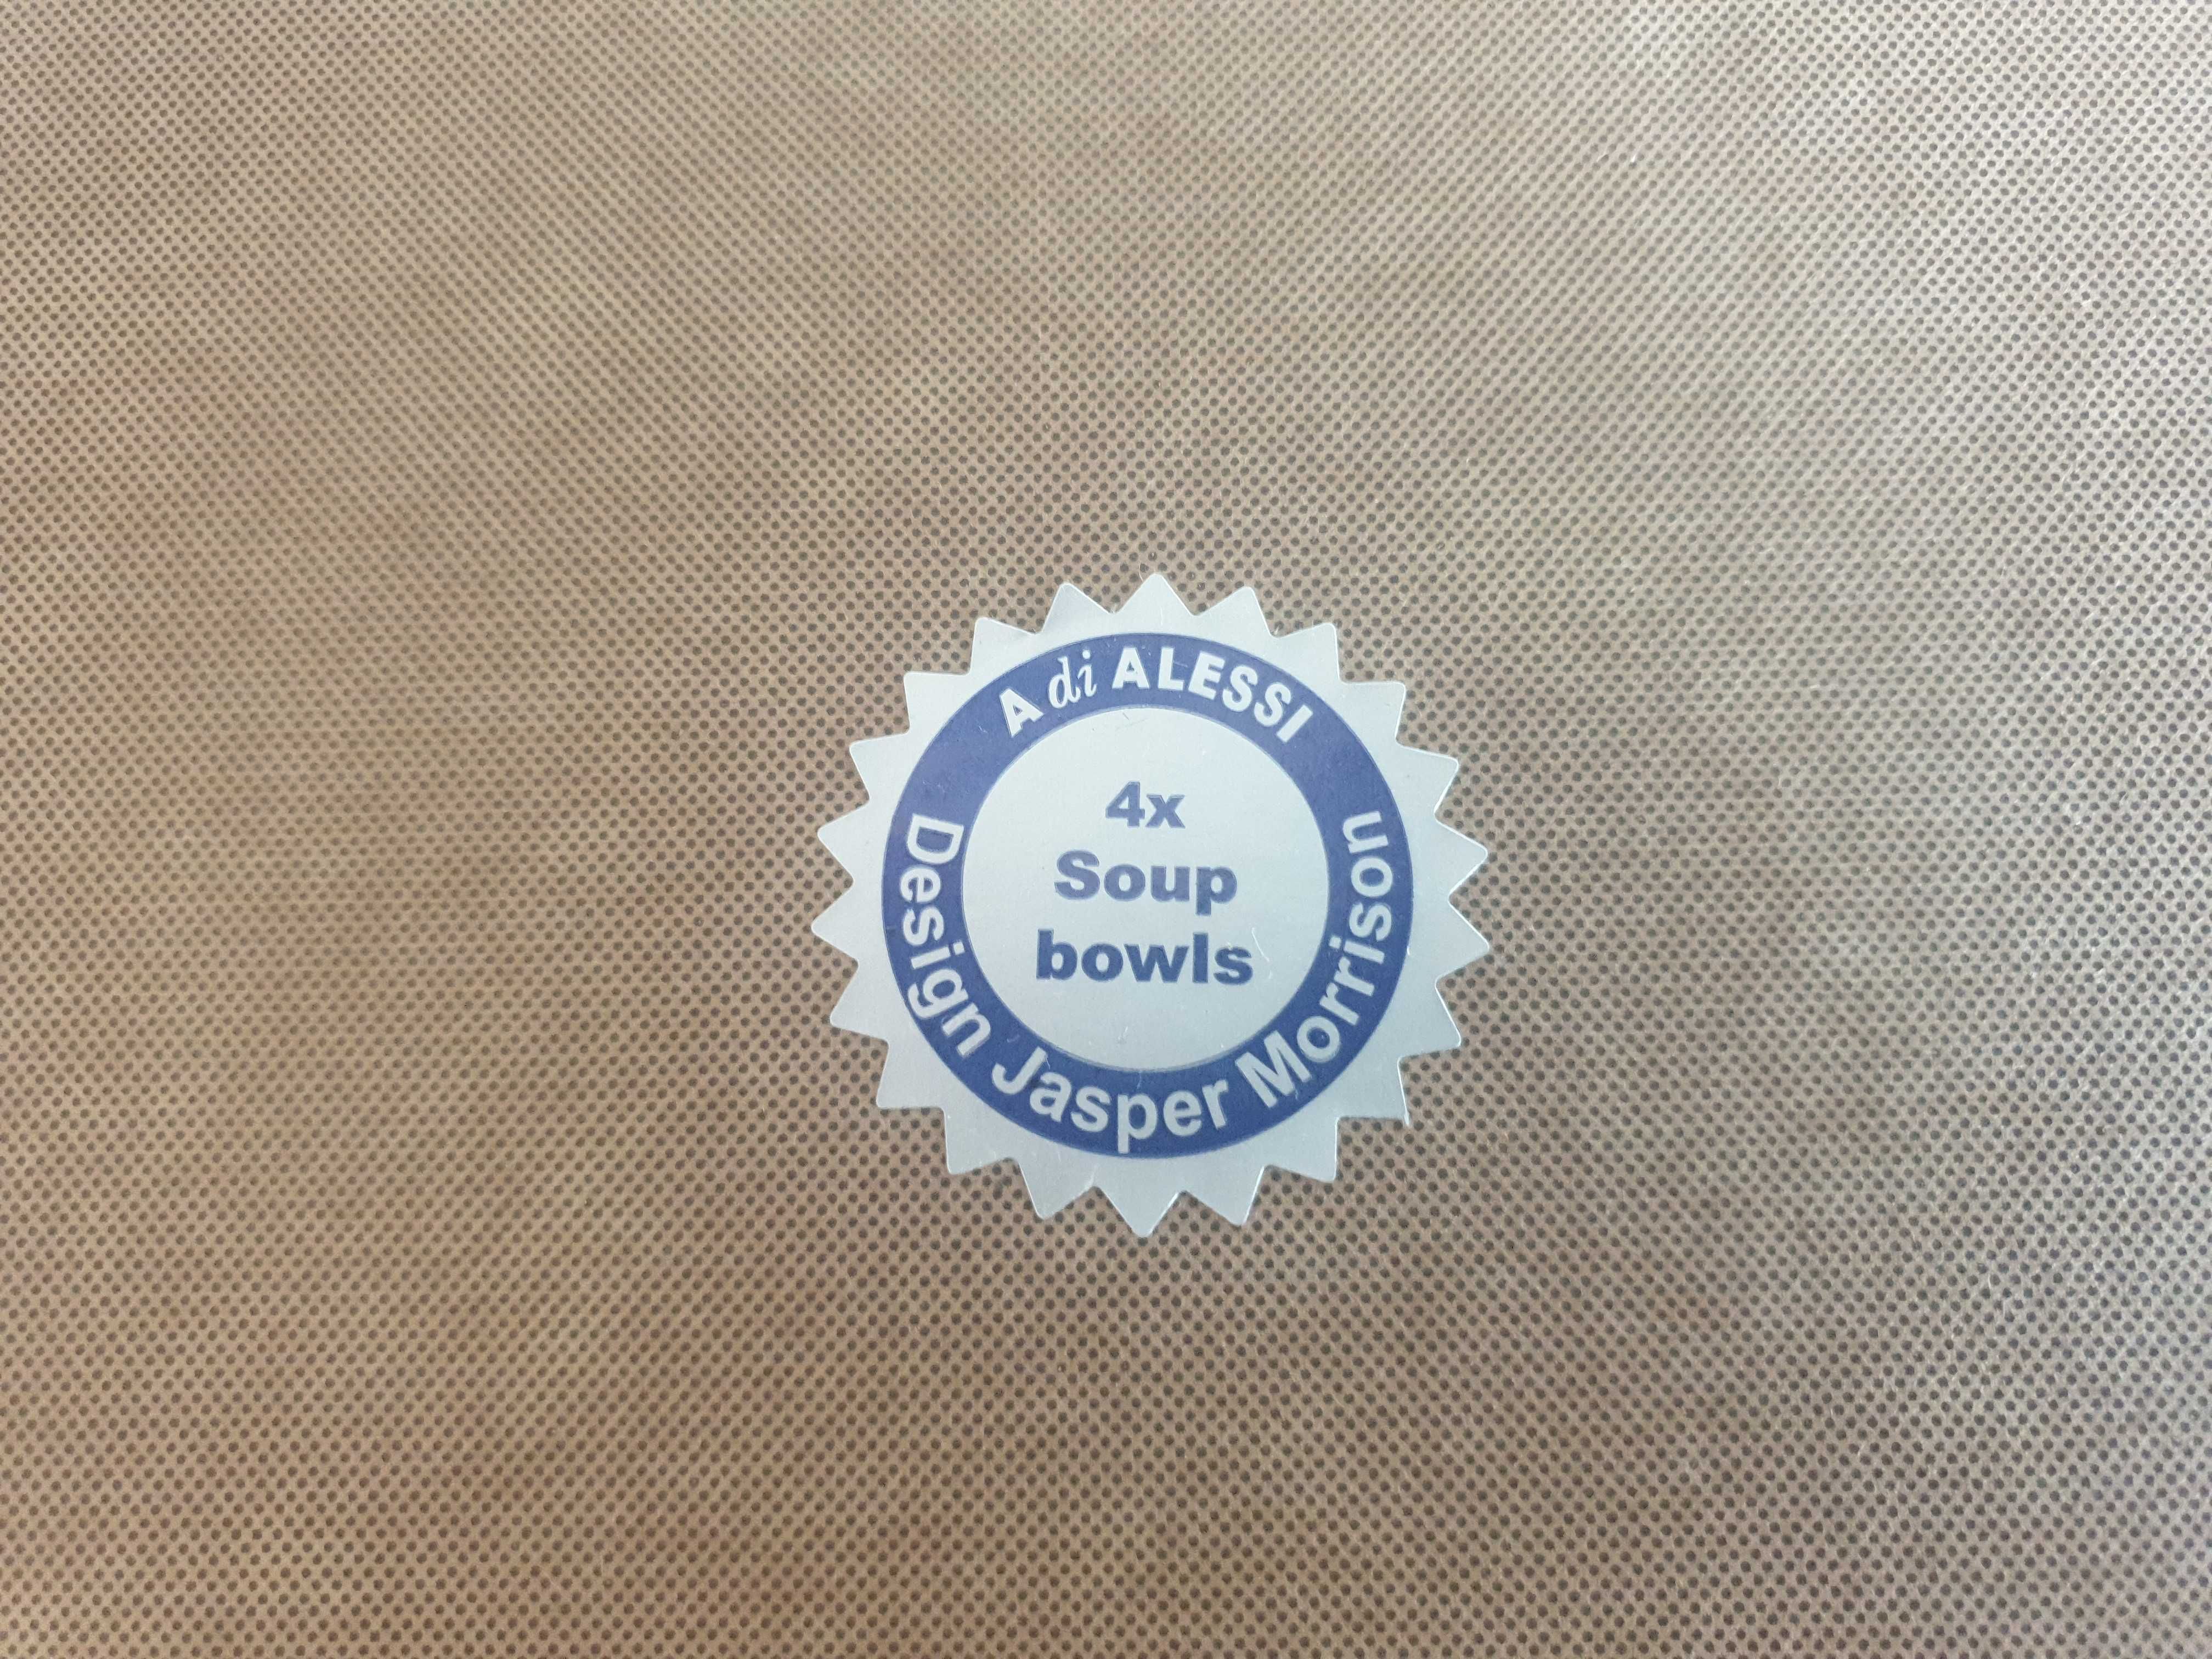 A di ALESSI
4x
Soup
bowls
Design Jasper Morrison